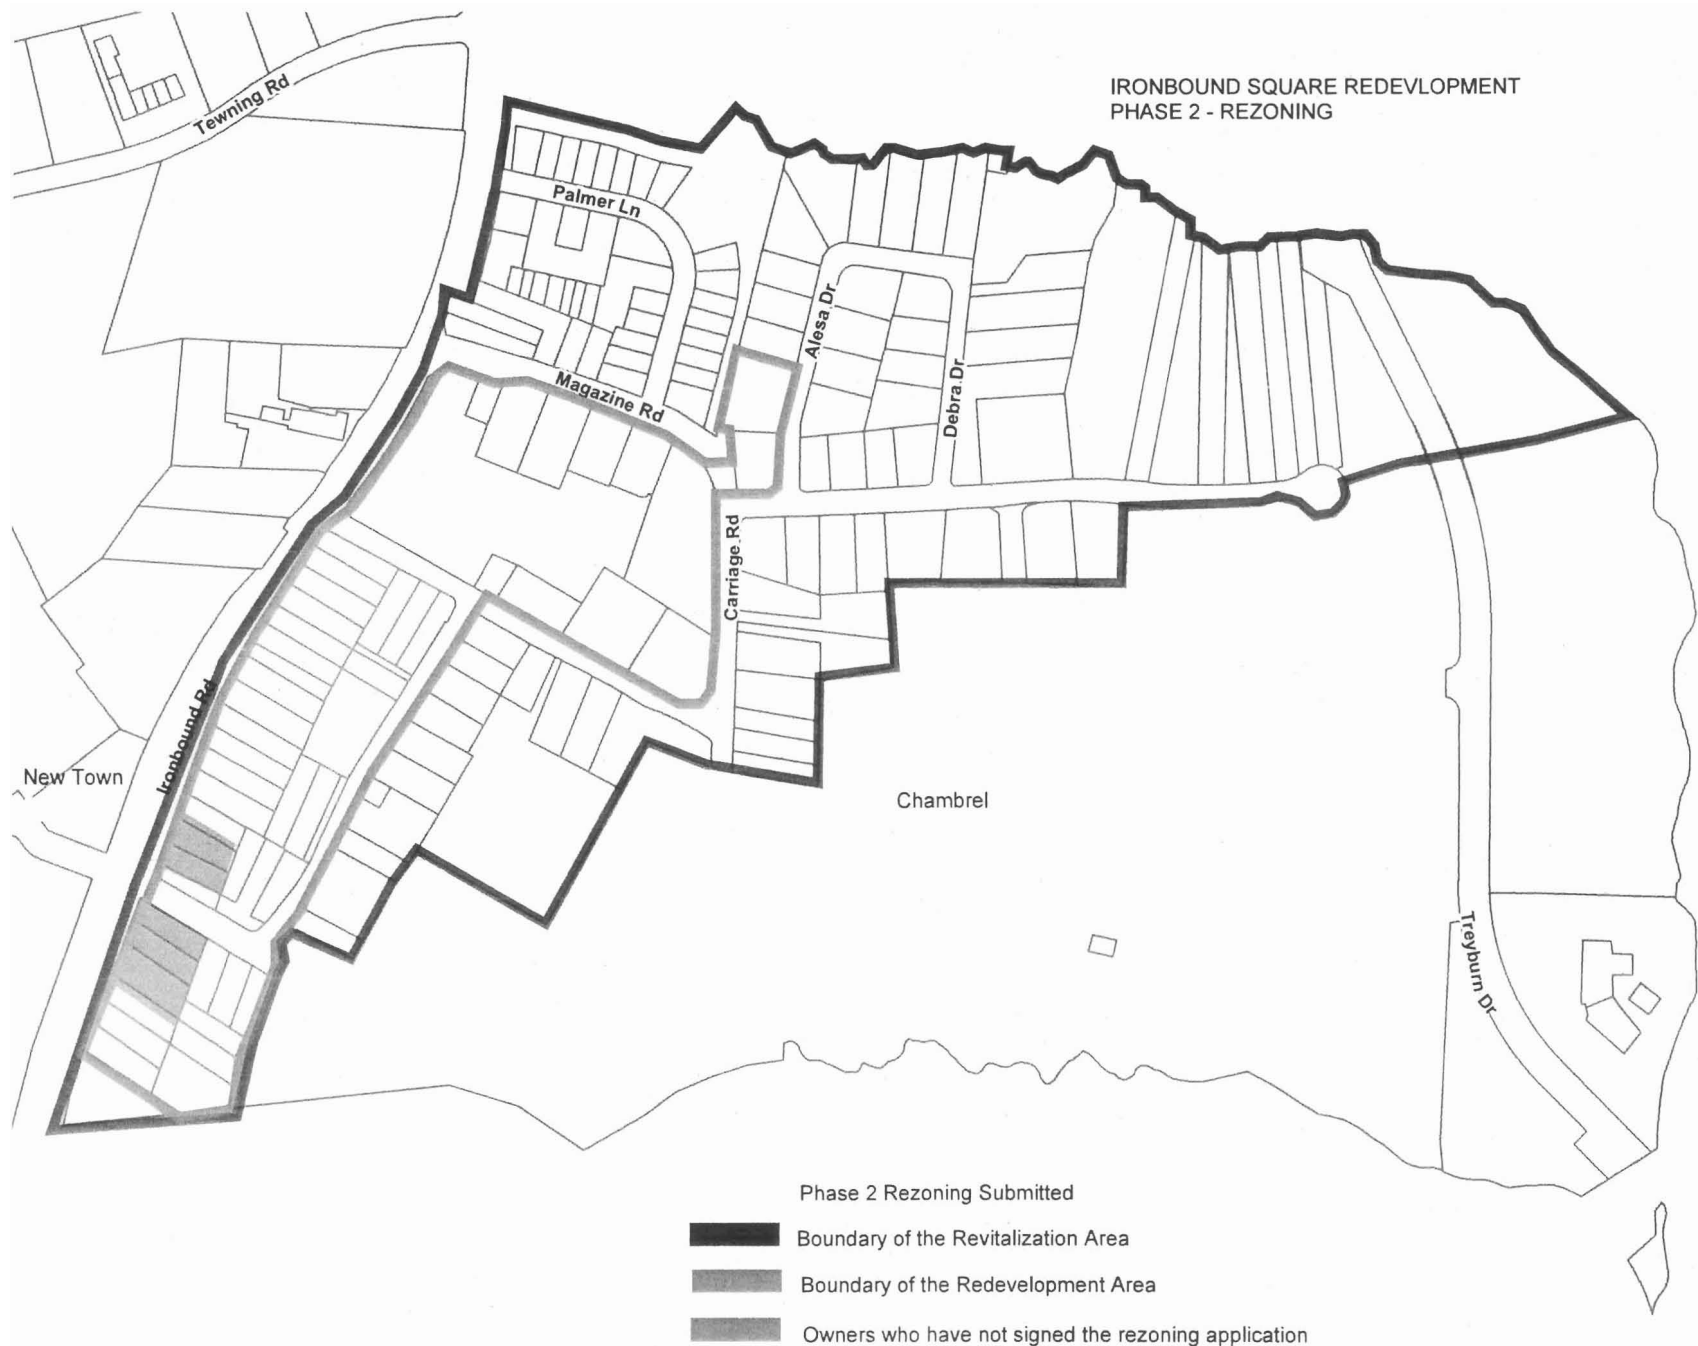 IRONBOUND SQUARE REDEVLOPMENT
PHASE 2 - REZONING
Tewning Rd
Palmer Ln
Alesa Dr
Magazine Rd
Debra Dr
Carriage Rd
Ironbound Rd
New Town
Chambrel
Treyburn Dr
Phase 2 Rezoning Submitted
Boundary of the Revitalization Area
Boundary of the Redevelopment Area
Owners who have not signed the rezoning application